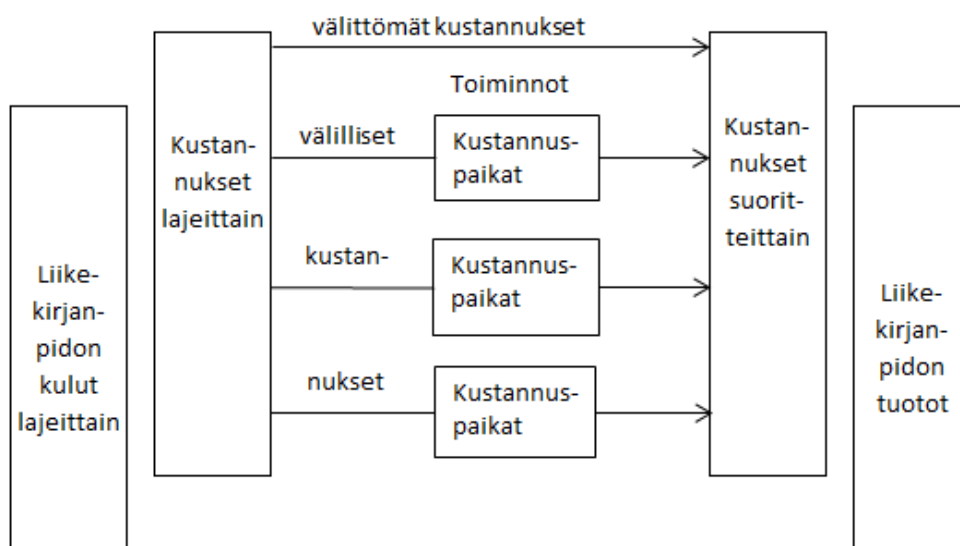 välittömät kustannukset
Toiminnot
Liike-
kirjan-
pidon
kulut
lajeittain
Kustan-
nukset
lajeittain
välilliset
kustan-
nukset
Kustannus-
paikat
Kustannus-
paikat
Kustannus-
paikat
Kustan-
nukset
suorit-
teittain
Liike-
kirjan-
pidon
tuotot